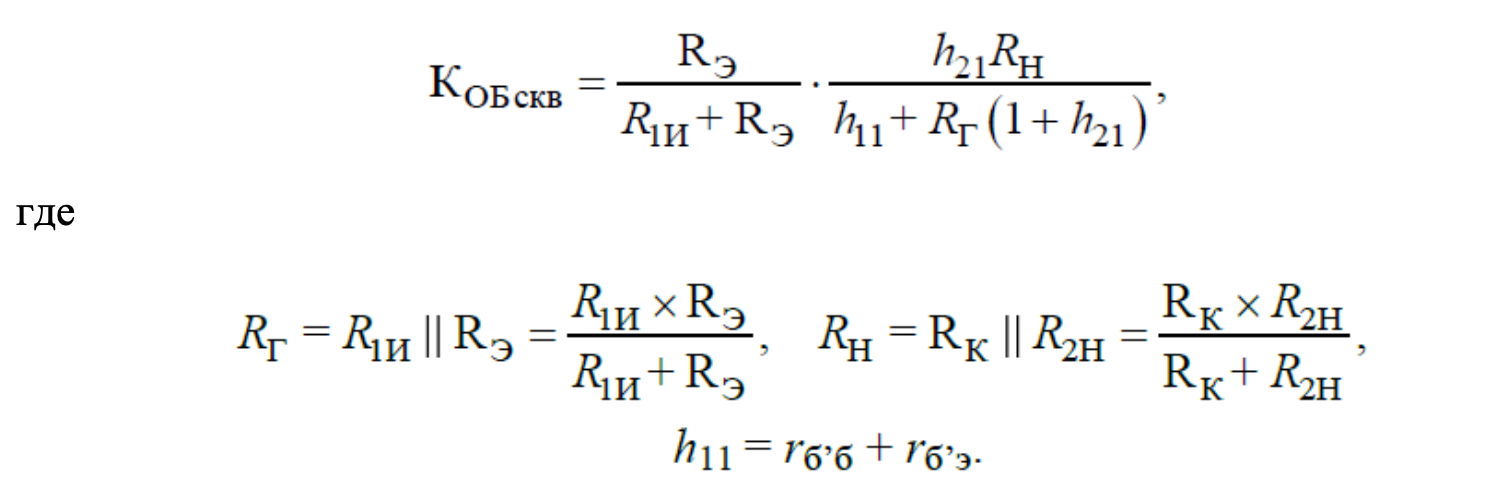 K_ОБ скв = R_Э / (R_1И + R_Э) · h_21 R_Н / (h_11 + R_Г (1 + h_21)),
где
R_Г = R_1И || R_Э = (R_1И × R_Э) / (R_1И + R_Э), R_Н = R_К || R_2Н = (R_К × R_2Н) / (R_К + R_2Н),
h_11 = r_б’б + r_б’э.